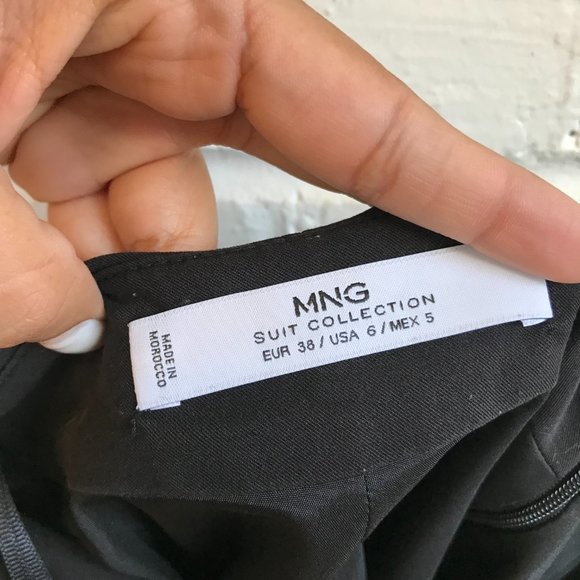 MNG
SUIT COLLECTION
EUR 38 / USA 6 / MEX 5
MADE IN
MOROCCO